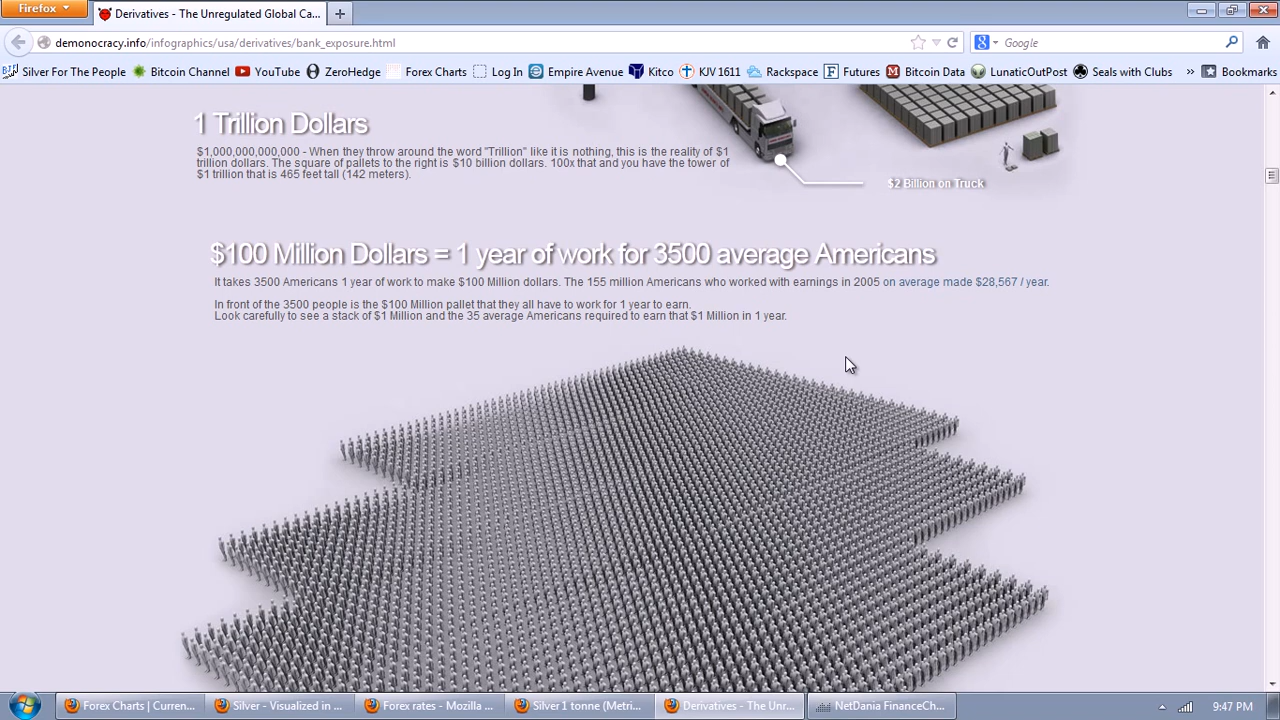 Firefox
Derivatives - The Unregulated Global Ca...
demonocracy.info/infographics/usa/derivatives/bank_exposure.html
Google
Silver For The People
Bitcoin Channel
YouTube
ZeroHedge
Forex Charts
Log In
Empire Avenue
Kitco
KJV 1611
Rackspace
Futures
Bitcoin Data
LunaticOutPost
Seals with Clubs
»
Bookmarks
1 Trillion Dollars
$1,000,000,000,000 - When they throw around the word "Trillion" like it is nothing, this is the reality of $1
trillion dollars. The square of pallets to the right is $10 billion dollars. 100x that and you have the tower of
$1 trillion that is 465 feet tall (142 meters).
$2 Billion on Truck
$100 Million Dollars = 1 year of work for 3500 average Americans
It takes 3500 Americans 1 year of work to make $100 Million dollars. The 155 million Americans who worked with earnings in 2005 on average made $28,567 / year.
In front of the 3500 people is the $100 Million pallet that they all have to work for 1 year to earn.
Look carefully to see a stack of $1 Million and the 35 average Americans required to earn that $1 Million in 1 year.
Forex Charts | Curren...
Silver - Visualized in ...
Forex rates - Mozilla ...
Silver 1 tonne (Metri...
Derivatives - The Unr...
NetDania FinanceCh...
9:47 PM